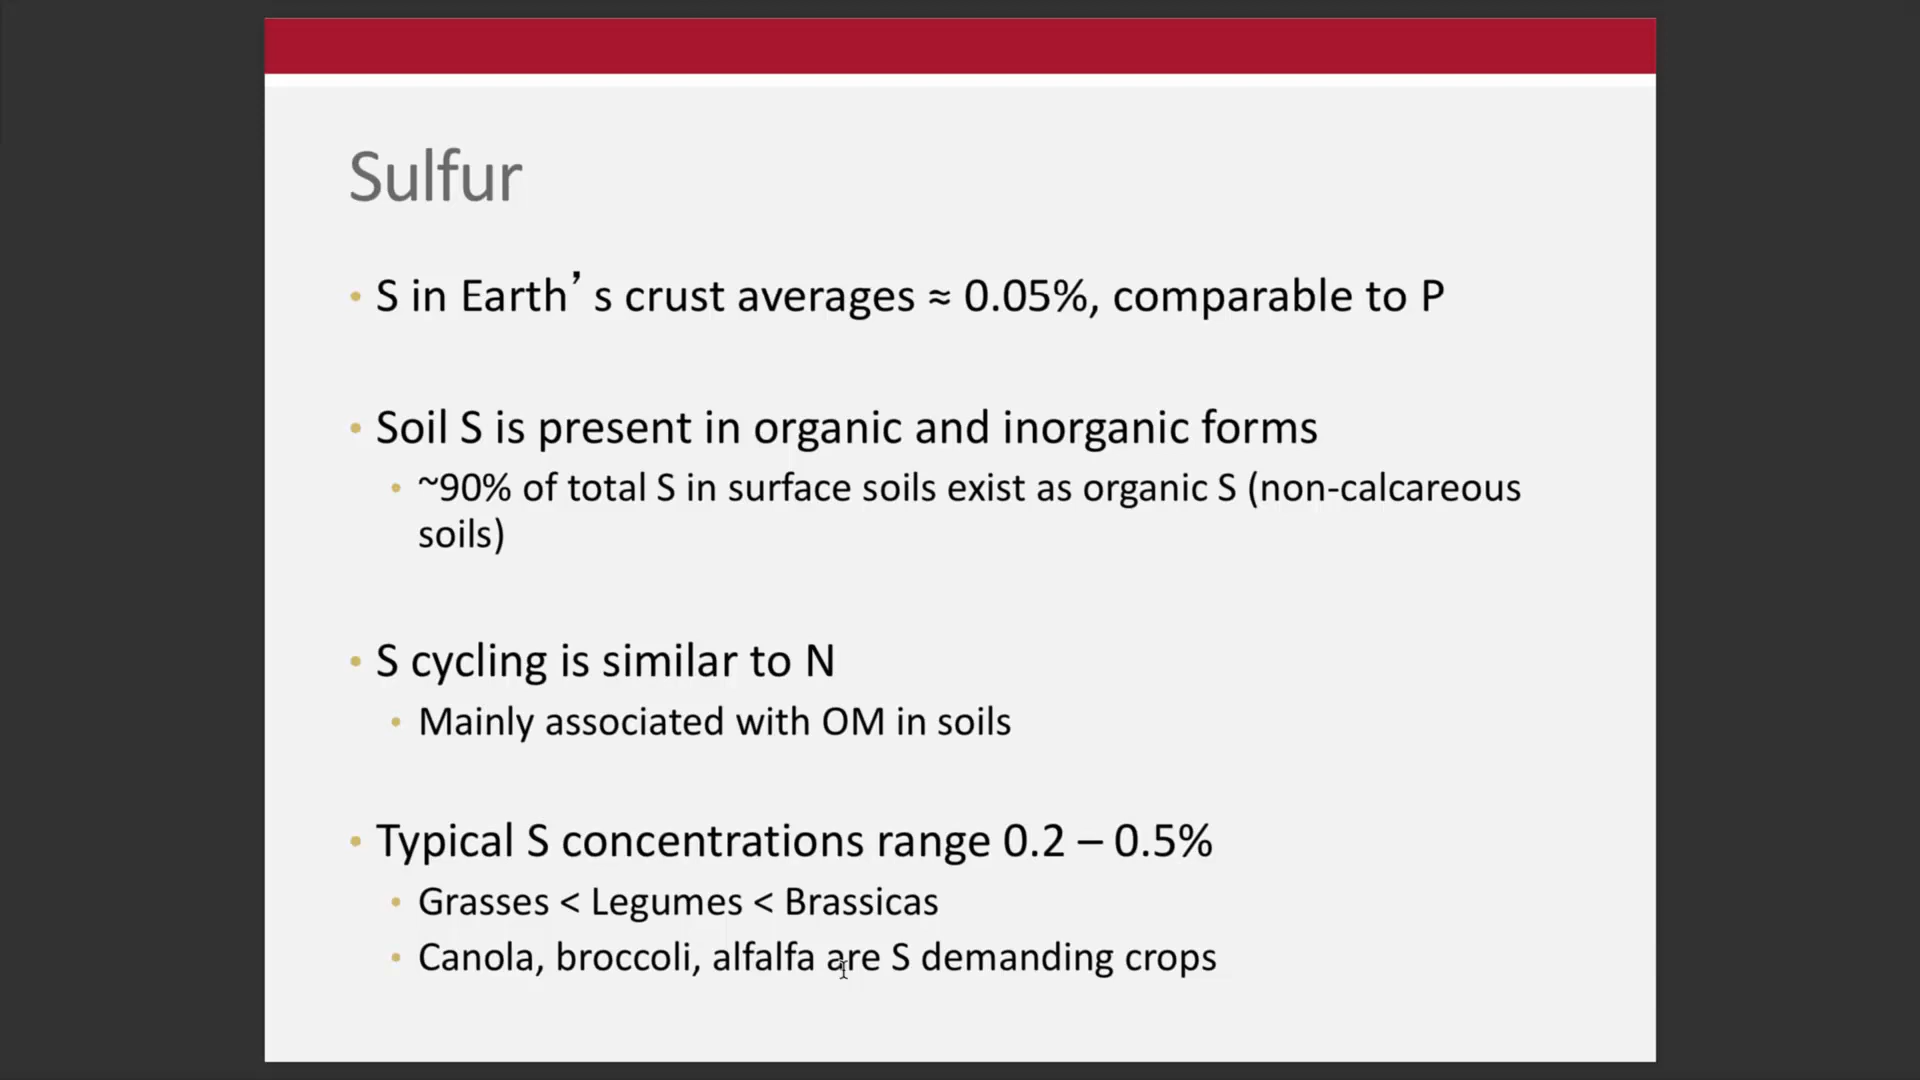 Sulfur
• S in Earth’s crust averages ≈ 0.05%, comparable to P
• Soil S is present in organic and inorganic forms
• ~90% of total S in surface soils exist as organic S (non-calcareous
soils)
• S cycling is similar to N
• Mainly associated with OM in soils
• Typical S concentrations range 0.2 – 0.5%
• Grasses < Legumes < Brassicas
• Canola, broccoli, alfalfa are S demanding crops